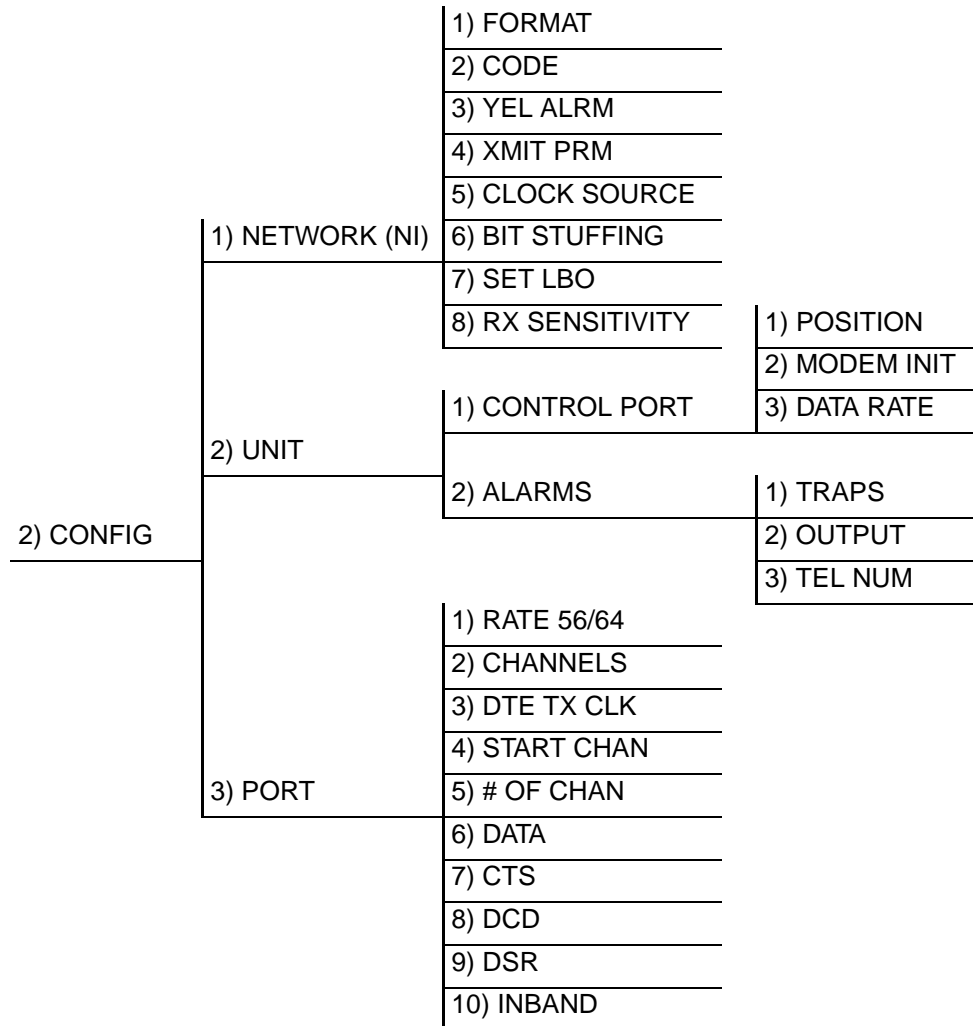 2) CONFIG
1) NETWORK (NI)
1) FORMAT
2) CODE
3) YEL ALRM
4) XMIT PRM
5) CLOCK SOURCE
6) BIT STUFFING
7) SET LBO
8) RX SENSITIVITY
2) UNIT
1) CONTROL PORT
1) POSITION
2) MODEM INIT
3) DATA RATE
2) ALARMS
1) TRAPS
2) OUTPUT
3) TEL NUM
3) PORT
1) RATE 56/64
2) CHANNELS
3) DTE TX CLK
4) START CHAN
5) # OF CHAN
6) DATA
7) CTS
8) DCD
9) DSR
10) INBAND